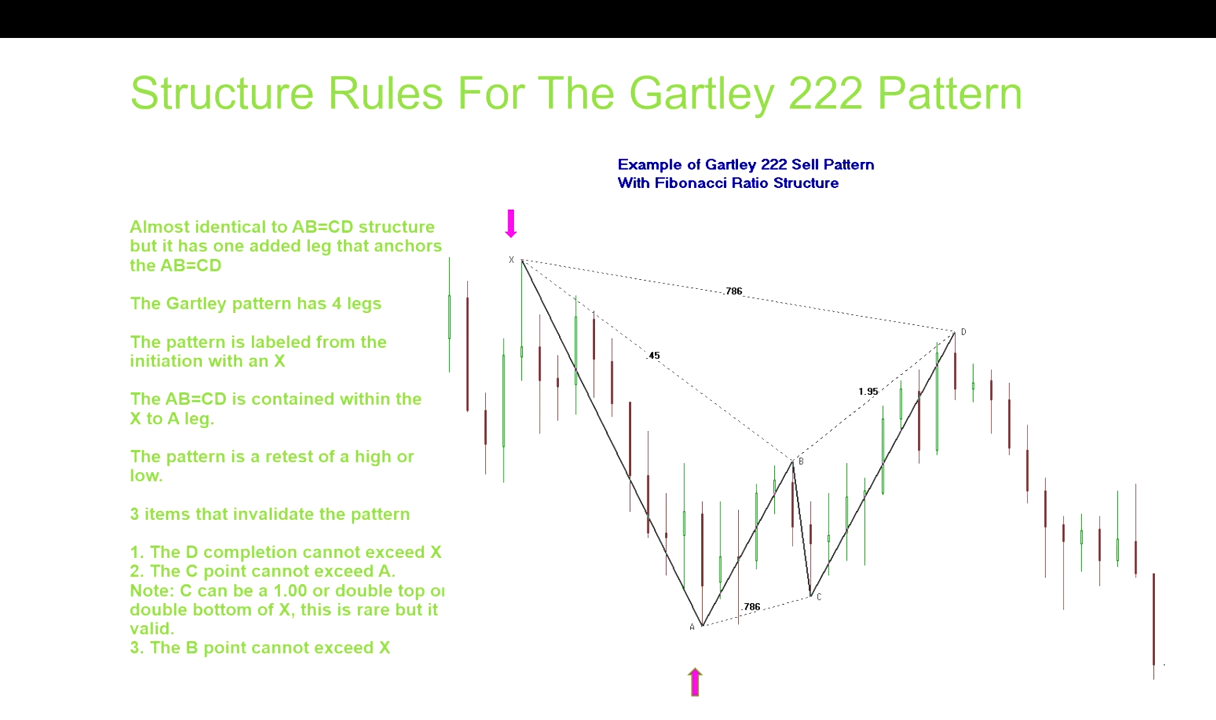 Structure Rules For The Gartley 222 Pattern
Example of Gartley 222 Sell Pattern
With Fibonacci Ratio Structure
Almost identical to AB=CD structure
but it has one added leg that anchors
the AB=CD
The Gartley pattern has 4 legs
The pattern is labeled from the
initiation with an X
The AB=CD is contained within the
X to A leg.
The pattern is a retest of a high or
low.
3 items that invalidate the pattern
1. The D completion cannot exceed X
2. The C point cannot exceed A.
Note: C can be a 1.00 or double top or
double bottom of X, this is rare but it
valid.
3. The B point cannot exceed X
X
.786
D
.45
1.95
B
C
.786
A